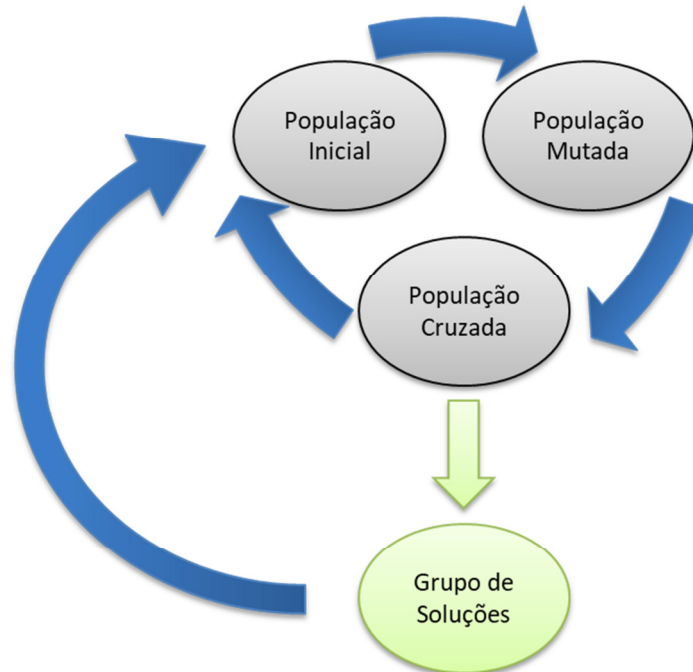 População
Inicial
População
Mutada
População
Cruzada
Grupo de
Soluções